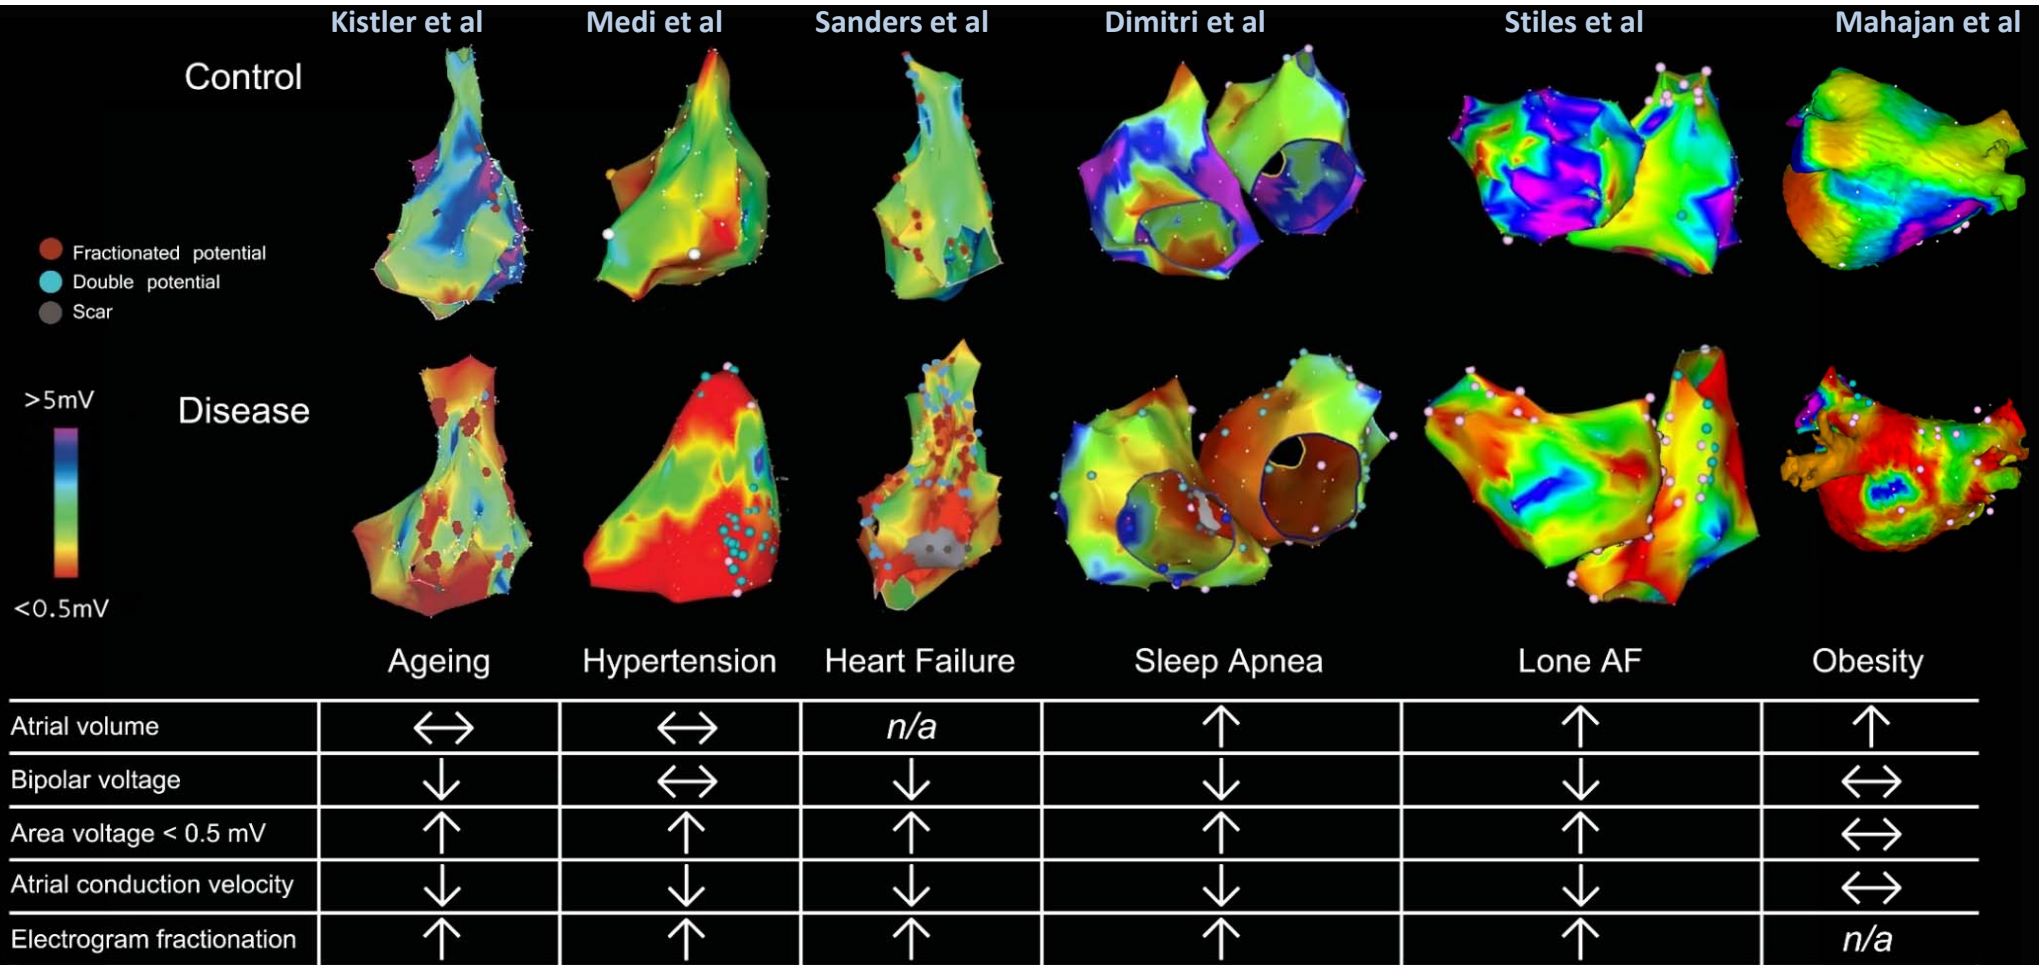 Kistler et al Medi et al Sanders et al Dimitri et al Stiles et al Mahajan et al
Control
Fractionated potential
Double potential
Scar
>5mV
Disease
<0.5mV
Ageing Hypertension Heart Failure Sleep Apnea Lone AF Obesity
Atrial volume ↔ ↔ n/a ↑ ↑ ↑
Bipolar voltage ↓ ↔ ↓ ↓ ↓ ↔
Area voltage < 0.5 mV ↑ ↑ ↑ ↑ ↑ ↔
Atrial conduction velocity ↓ ↓ ↓ ↓ ↓ ↔
Electrogram fractionation ↑ ↑ ↑ ↑ ↑ n/a